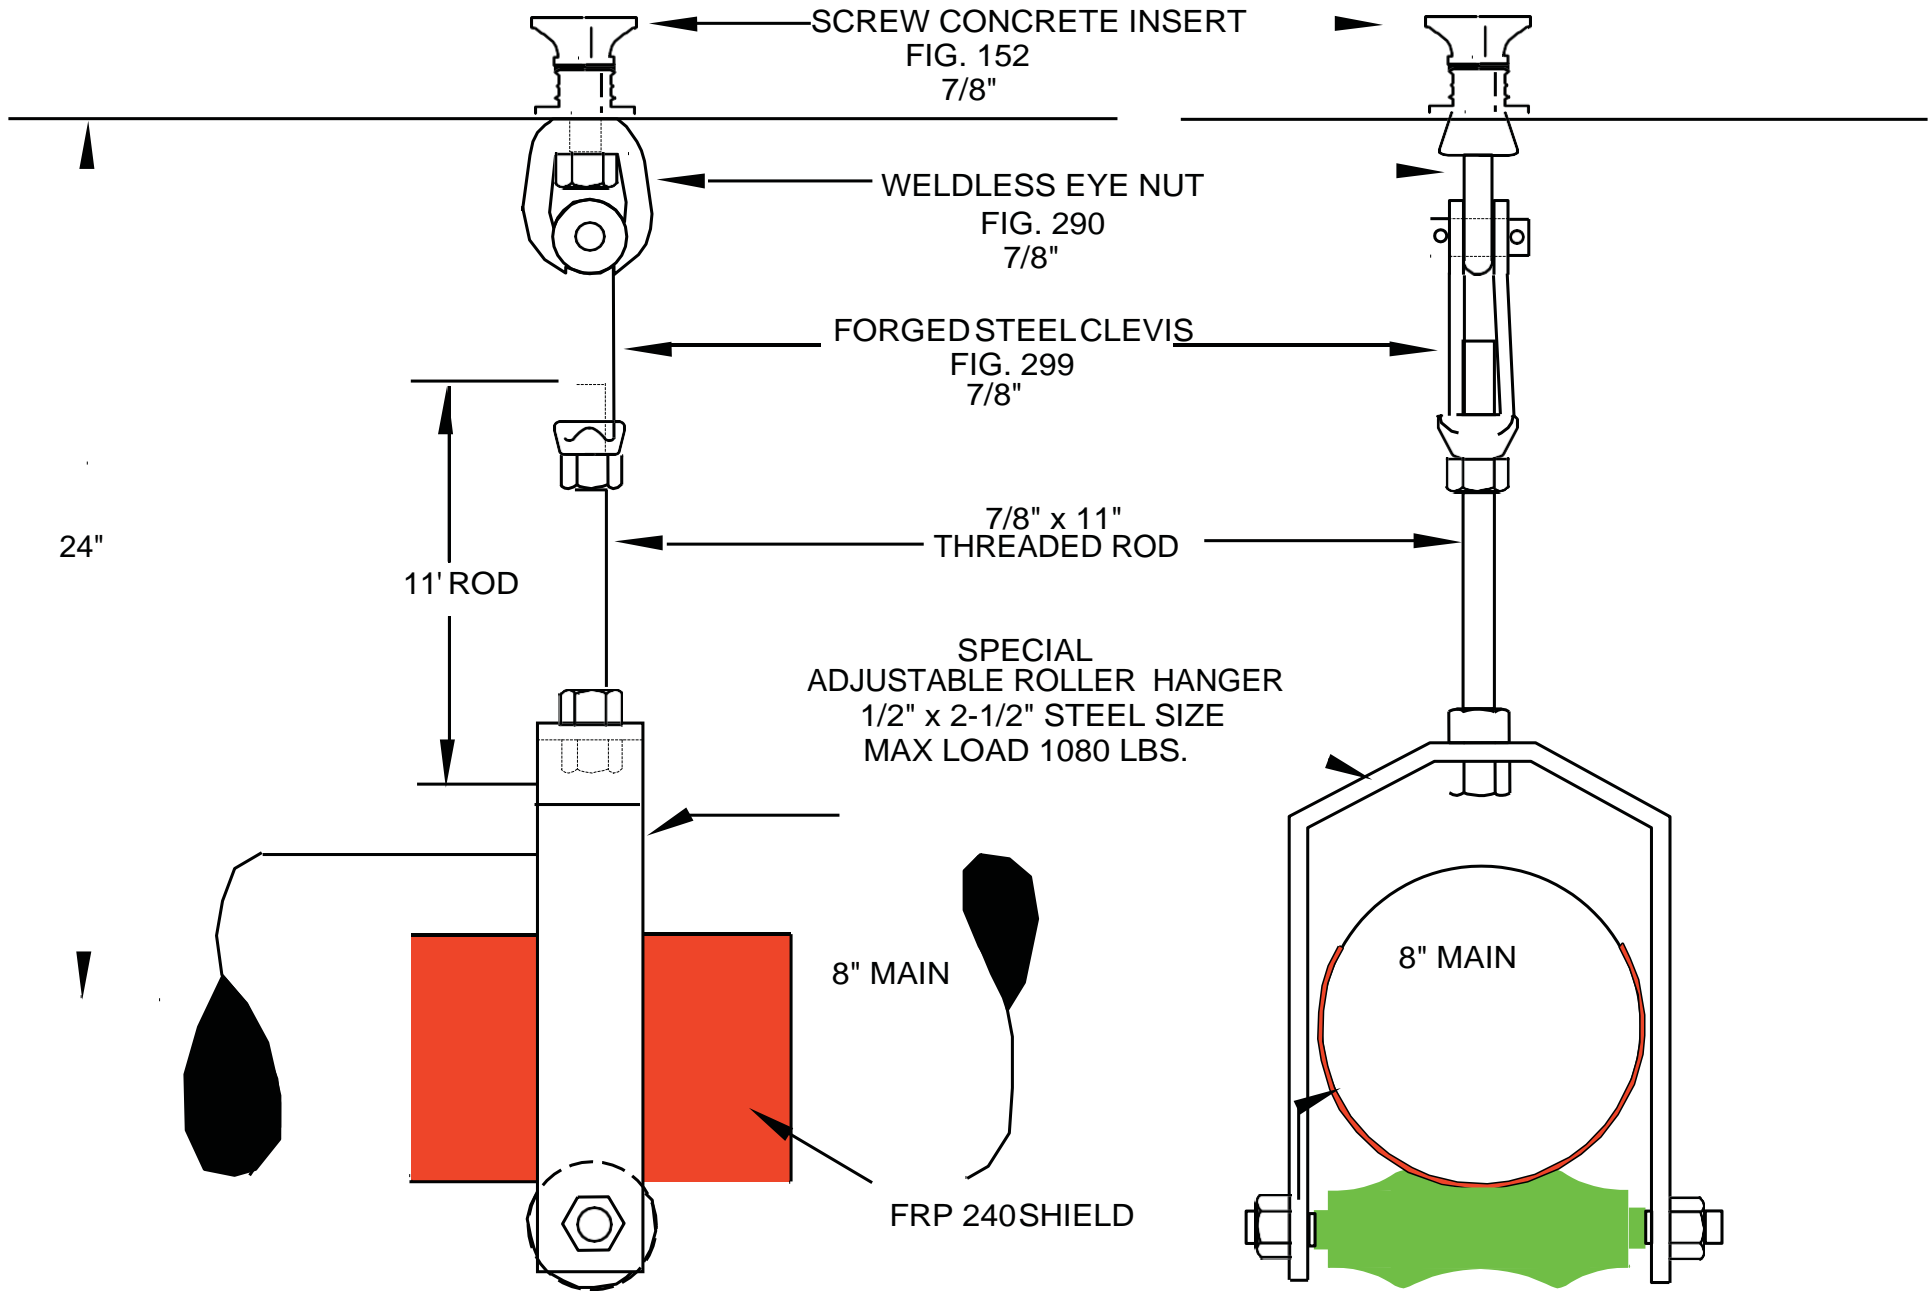 SCREW CONCRETE INSERT
FIG. 152
7/8"
WELDLESS EYE NUT
FIG. 290
7/8"
FORGED STEEL CLEVIS
FIG. 299
7/8"
24"
11' ROD
7/8" x 11"
THREADED ROD
SPECIAL
ADJUSTABLE ROLLER HANGER
1/2" x 2-1/2" STEEL SIZE
MAX LOAD 1080 LBS.
8" MAIN
8" MAIN
FRP 240 SHIELD